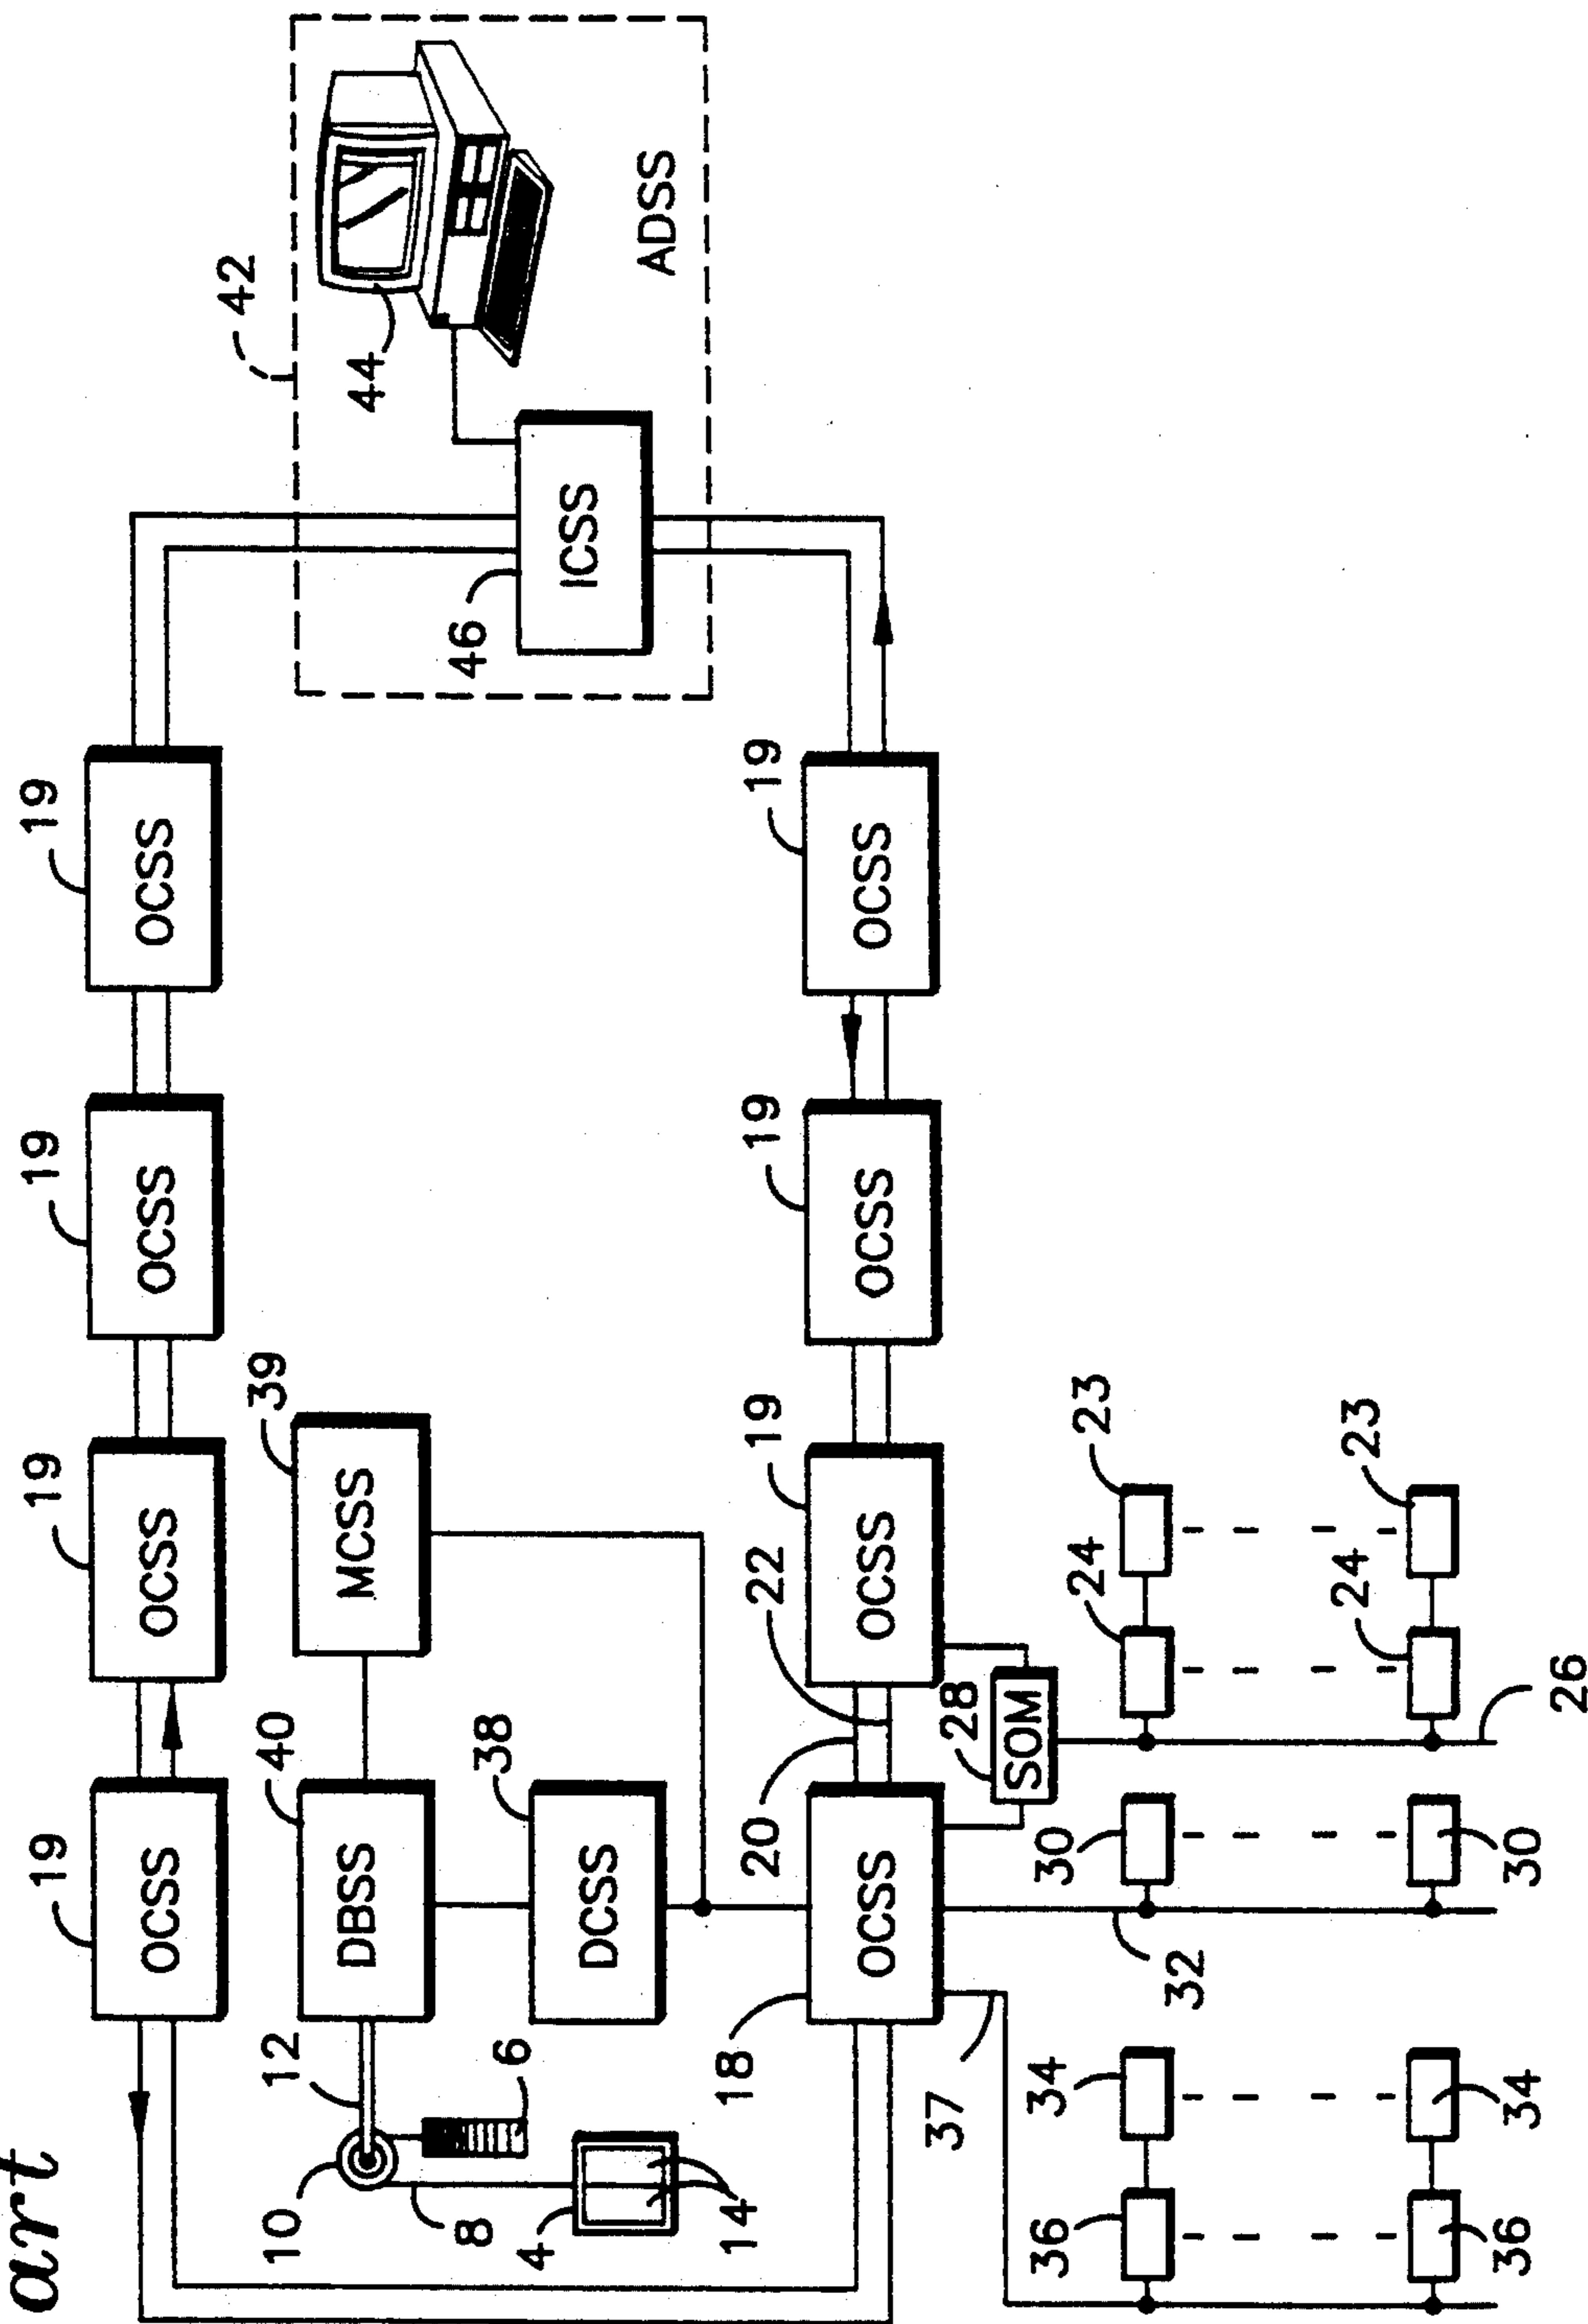 art
19 19 19 19
OCSS OCSS OCSS OCSS
42
10 12 40 39
DBSS MCSS 44
8 46
6 38
4 DCSS ICSS
ADSS
14
18 20 22 19 19 19
OCSS OCSS OCSS OCSS
37 28
SOM
36 34 30 24 23
32
24 23
36 34 30 26